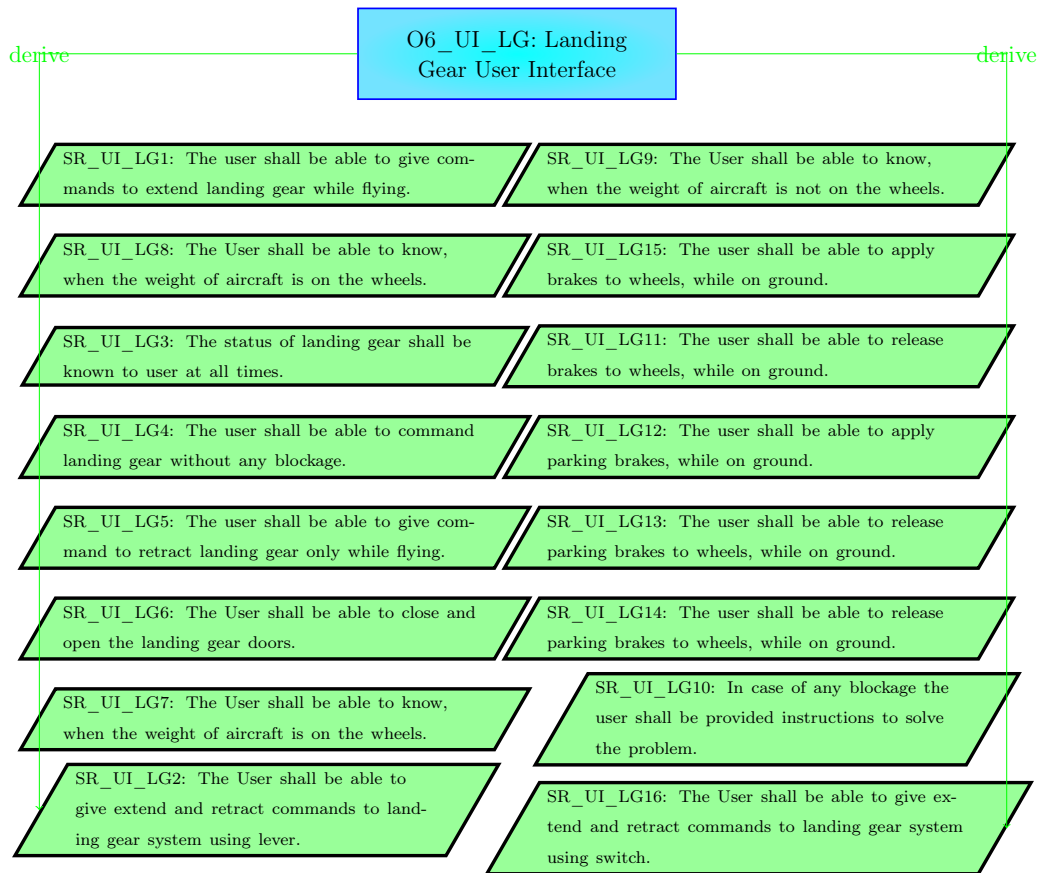 derive
O6_UI_LG: Landing
Gear User Interface
derive
SR_UI_LG1: The user shall be able to give com-
mands to extend landing gear while flying.
SR_UI_LG8: The User shall be able to know,
when the weight of aircraft is on the wheels.
SR_UI_LG3: The status of landing gear shall be
known to user at all times.
SR_UI_LG4: The user shall be able to command
landing gear without any blockage.
SR_UI_LG5: The user shall be able to give com-
mand to retract landing gear only while flying.
SR_UI_LG6: The User shall be able to close and
open the landing gear doors.
SR_UI_LG7: The User shall be able to know,
when the weight of aircraft is on the wheels.
SR_UI_LG2: The User shall be able to
give extend and retract commands to land-
ing gear system using lever.
SR_UI_LG9: The User shall be able to know,
when the weight of aircraft is not on the wheels.
SR_UI_LG15: The user shall be able to apply
brakes to wheels, while on ground.
SR_UI_LG11: The user shall be able to release
brakes to wheels, while on ground.
SR_UI_LG12: The user shall be able to apply
parking brakes, while on ground.
SR_UI_LG13: The user shall be able to release
parking brakes to wheels, while on ground.
SR_UI_LG14: The user shall be able to release
parking brakes to wheels, while on ground.
SR_UI_LG10: In case of any blockage the
user shall be provided instructions to solve
the problem.
SR_UI_LG16: The User shall be able to give ex-
tend and retract commands to landing gear system
using switch.